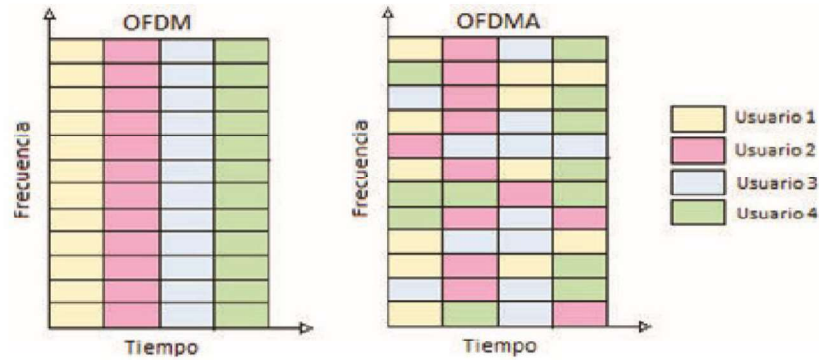 OFDM
Frecuencia
Tiempo
OFDMA
Frecuencia
Tiempo
Usuario 1
Usuario 2
Usuario 3
Usuario 4